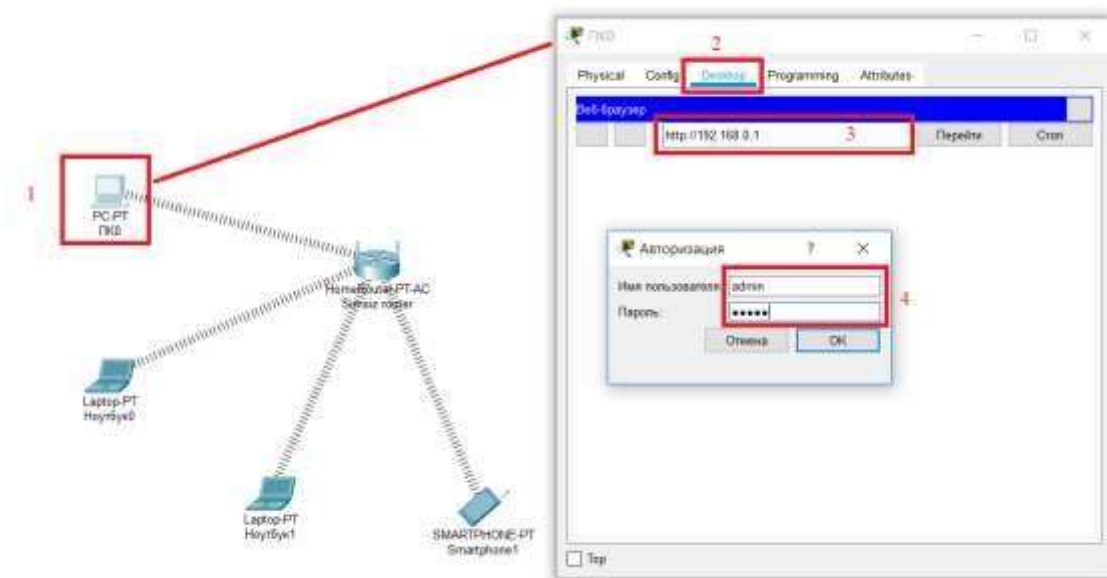 1
PC-PT
ПК0
HomeRouter-PT-AC
Laptop-PT
Ноутбук0
Laptop-PT
Ноутбук1
SMARTPHONE-PT
Smartphone1
ПК0
2
Physical Config Desktop Programming Attributes
Веб-браузер
http://192.168.0.1 3 Перейти Стоп
Авторизация ? ×
Имя пользователя: admin
4
Пароль: •••••
Отмена OK
Top